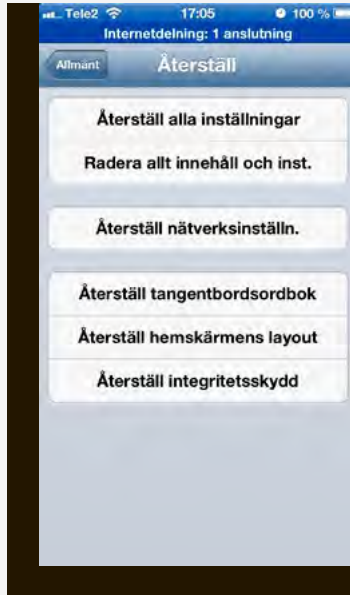 Tele2 17:05 100 %
Internetdelning: 1 anslutning
Allmänt Återställ
Återställ alla inställningar
Radera allt innehåll och inst.
Återställ nätverksinställn.
Återställ tangentbordsordbok
Återställ hemskärmens layout
Återställ integritetsskydd